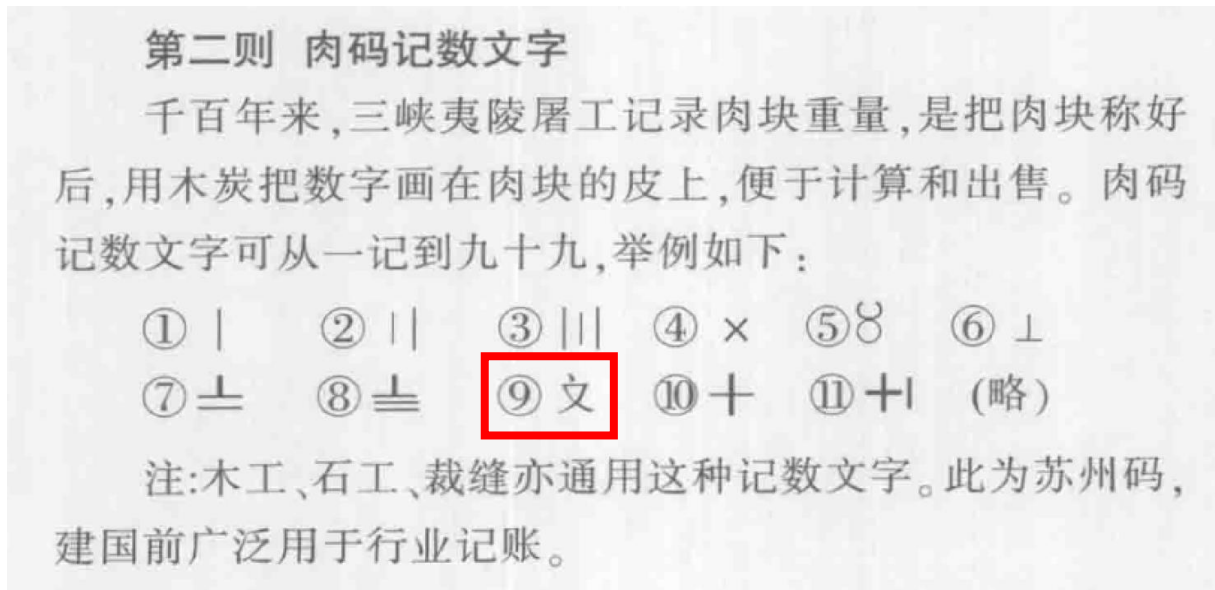 第二则 肉码记数文字
千百年来,三峡夷陵屠工记录肉块重量,是把肉块称好
后,用木炭把数字画在肉块的皮上,便于计算和出售。肉码
记数文字可从一记到九十九,举例如下:
①〡 ②〢 ③〣 ④〤 ⑤〥 ⑥〦
⑦〧 ⑧〨 ⑨〩 ⑩十 ⑪十〡 (略)
注:木工、石工、裁缝亦通用这种记数文字。此为苏州码,
建国前广泛用于行业记账。